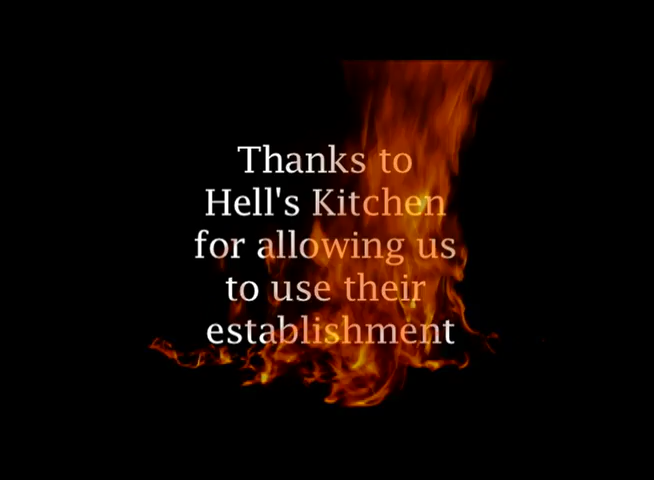 Thanks to
Hell's Kitchen
for allowing us
to use their
establishment